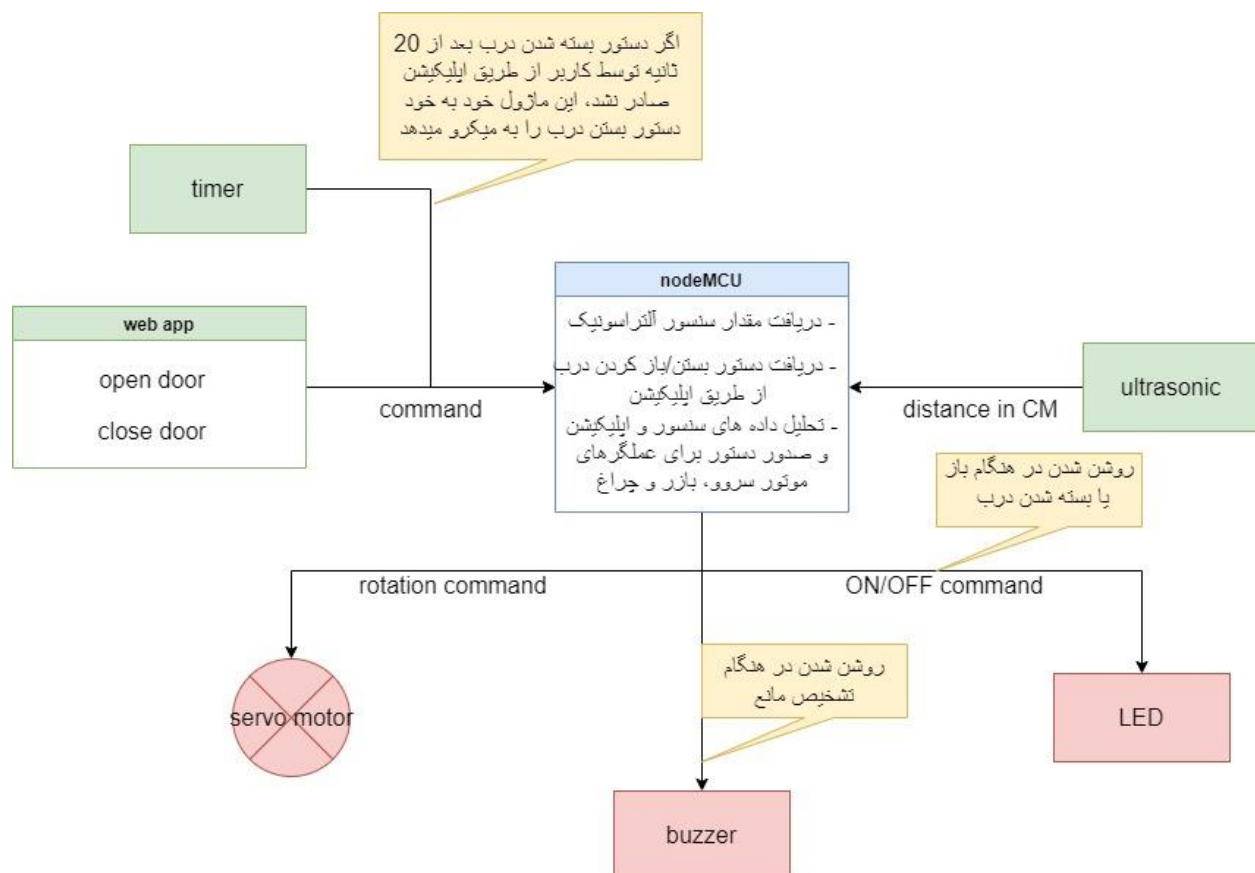 اگر دستور بسته شدن درب بعد از 20
ثانیه توسط کاربر از طریق اپلیکیشن
صادر نشد، این ماژول خود به خود
دستور بستن درب را به میکرو میدهد
timer
nodeMCU
- دریافت مقدار سنسور آلتراسونیک
- دریافت دستور بستن/باز کردن درب
از طریق اپلیکیشن
- تحلیل داده های سنسور و اپلیکیشن
و صدور دستور برای عملگرهای
موتور سروو، بازر و چراغ
web app
open door
close door
command
ultrasonic
distance in CM
روشن شدن در هنگام باز
یا بسته شدن درب
rotation command
ON/OFF command
روشن شدن در هنگام
تشخیص مانع
servo motor
LED
buzzer